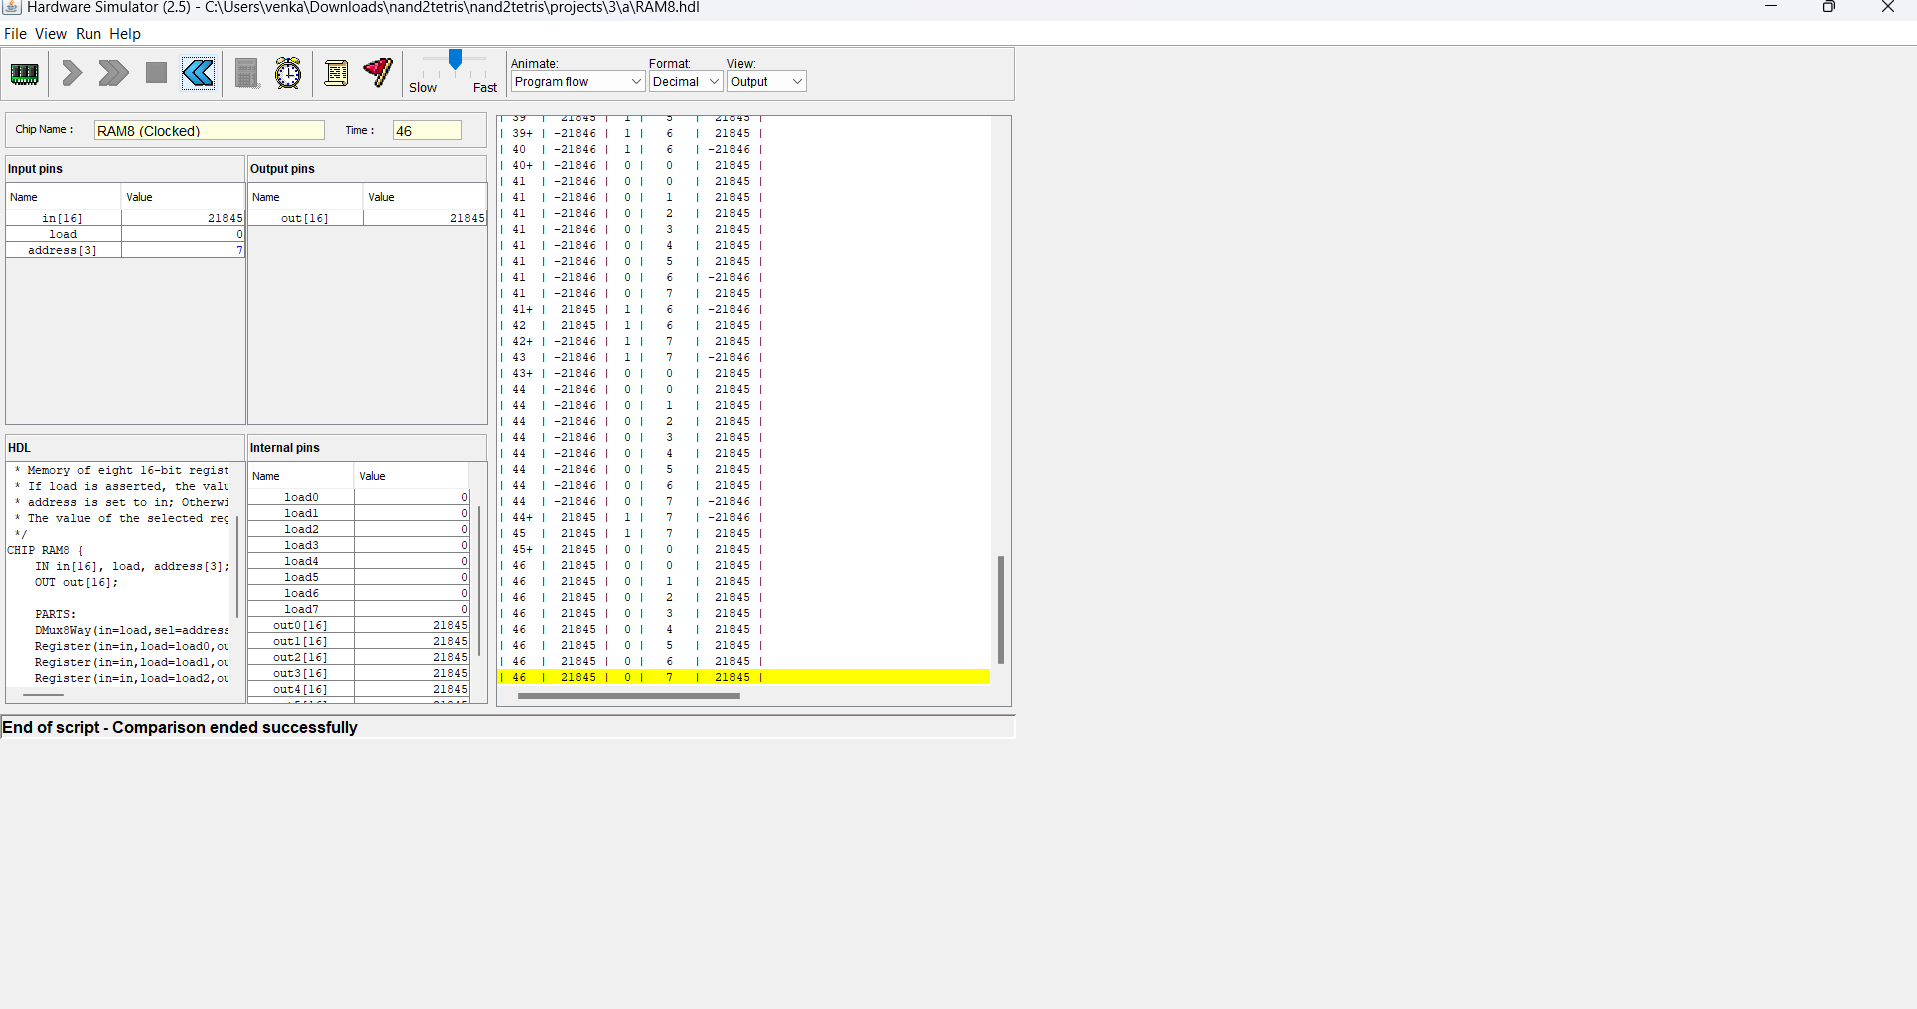 Hardware Simulator (2.5) - C:\Users\venka\Downloads\nand2tetris\nand2tetris\projects\3\a\RAM8.hdl
File View Run Help
Slow Fast
Animate: Format: View:
Program flow Decimal Output
Chip Name : RAM8 (Clocked) Time : 46
Input pins
Name Value
in[16] 21845
load 0
address[3] 7
Output pins
Name Value
out[16] 21845
HDL
* Memory of eight 16-bit regist
* If load is asserted, the valu
* address is set to in; Otherwi
* The value of the selected reg
*/
CHIP RAM8 {
IN in[16], load, address[3];
OUT out[16];
PARTS:
DMux8Way(in=load,sel=address
Register(in=in,load=load0,ou
Register(in=in,load=load1,ou
Register(in=in,load=load2,ou
Internal pins
Name Value
load0 0
load1 0
load2 0
load3 0
load4 0
load5 0
load6 0
load7 0
out0[16] 21845
out1[16] 21845
out2[16] 21845
out3[16] 21845
out4[16] 21845
| 39 | 21845 | 1 | 5 | 21845 |
| 39+ | -21846 | 1 | 6 | 21845 |
| 40 | -21846 | 1 | 6 | -21846 |
| 40+ | -21846 | 0 | 0 | 21845 |
| 41 | -21846 | 0 | 0 | 21845 |
| 41 | -21846 | 0 | 1 | 21845 |
| 41 | -21846 | 0 | 2 | 21845 |
| 41 | -21846 | 0 | 3 | 21845 |
| 41 | -21846 | 0 | 4 | 21845 |
| 41 | -21846 | 0 | 5 | 21845 |
| 41 | -21846 | 0 | 6 | -21846 |
| 41 | -21846 | 0 | 7 | 21845 |
| 41+ | 21845 | 1 | 6 | -21846 |
| 42 | 21845 | 1 | 6 | 21845 |
| 42+ | -21846 | 1 | 7 | 21845 |
| 43 | -21846 | 1 | 7 | -21846 |
| 43+ | -21846 | 0 | 0 | 21845 |
| 44 | -21846 | 0 | 0 | 21845 |
| 44 | -21846 | 0 | 1 | 21845 |
| 44 | -21846 | 0 | 2 | 21845 |
| 44 | -21846 | 0 | 3 | 21845 |
| 44 | -21846 | 0 | 4 | 21845 |
| 44 | -21846 | 0 | 5 | 21845 |
| 44 | -21846 | 0 | 6 | 21845 |
| 44 | -21846 | 0 | 7 | -21846 |
| 44+ | 21845 | 1 | 7 | -21846 |
| 45 | 21845 | 1 | 7 | 21845 |
| 45+ | 21845 | 0 | 0 | 21845 |
| 46 | 21845 | 0 | 0 | 21845 |
| 46 | 21845 | 0 | 1 | 21845 |
| 46 | 21845 | 0 | 2 | 21845 |
| 46 | 21845 | 0 | 3 | 21845 |
| 46 | 21845 | 0 | 4 | 21845 |
| 46 | 21845 | 0 | 5 | 21845 |
| 46 | 21845 | 0 | 6 | 21845 |
| 46 | 21845 | 0 | 7 | 21845 |
End of script - Comparison ended successfully